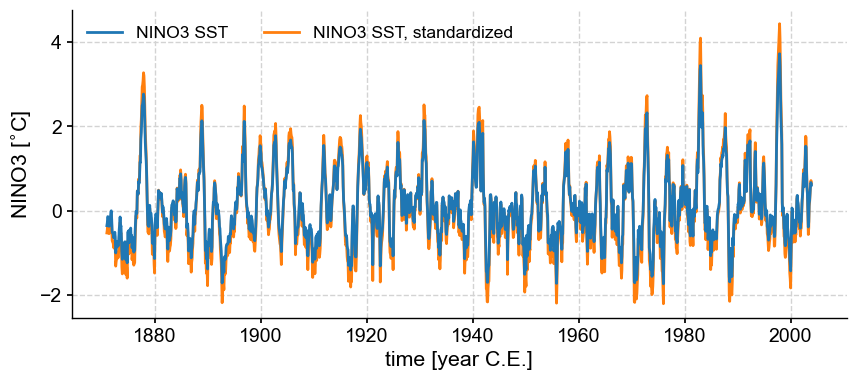 NINO3 SST
NINO3 SST, standardized
NINO3 [˚C]
4
2
0
−2
1880
1900
1920
1940
1960
1980
2000
time [year C.E.]